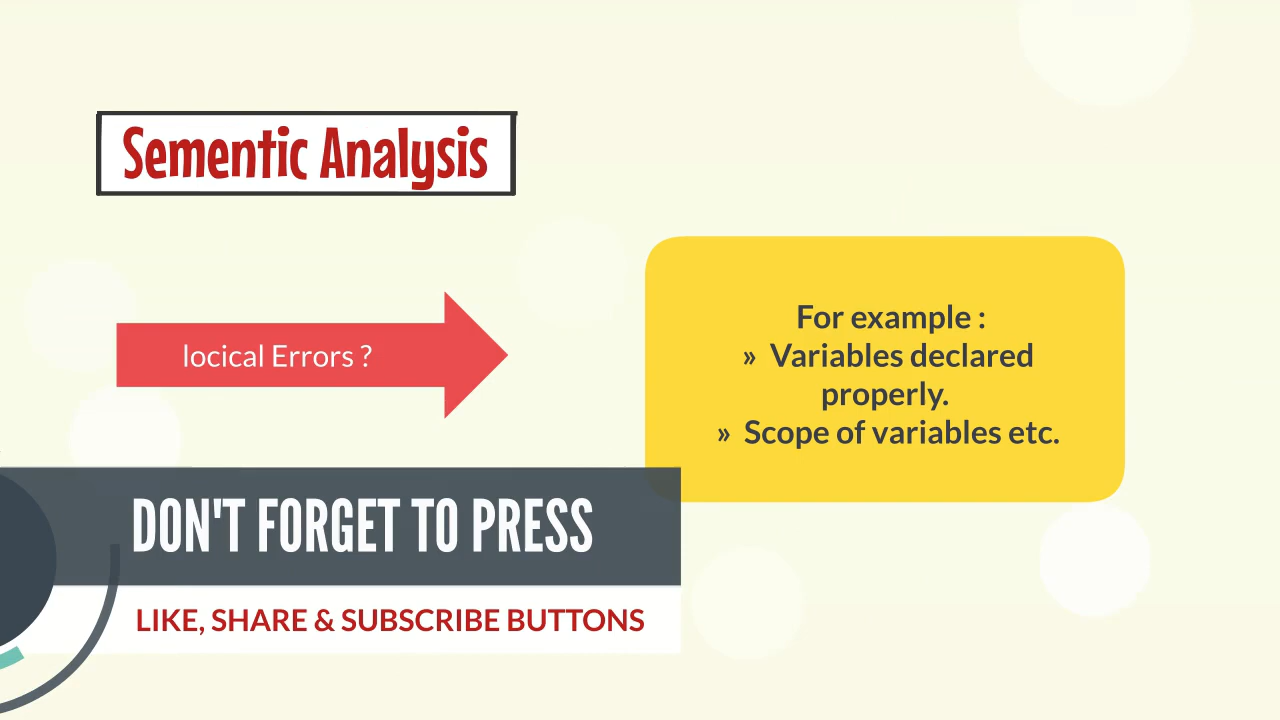 Sementic Analysis
locical Errors ?
For example :
» Variables declared
properly.
» Scope of variables etc.
DON'T FORGET TO PRESS
LIKE, SHARE & SUBSCRIBE BUTTONS